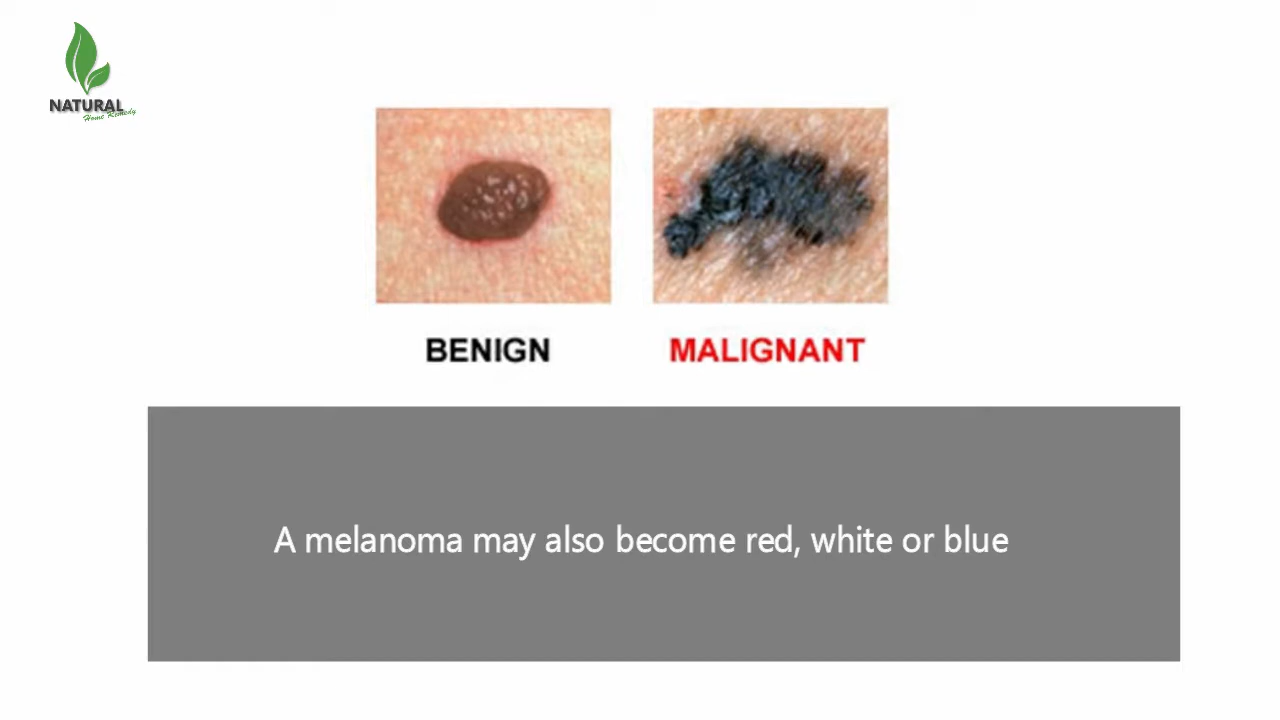 NATURAL
Home Remedy
BENIGN
MALIGNANT
A melanoma may also become red, white or blue